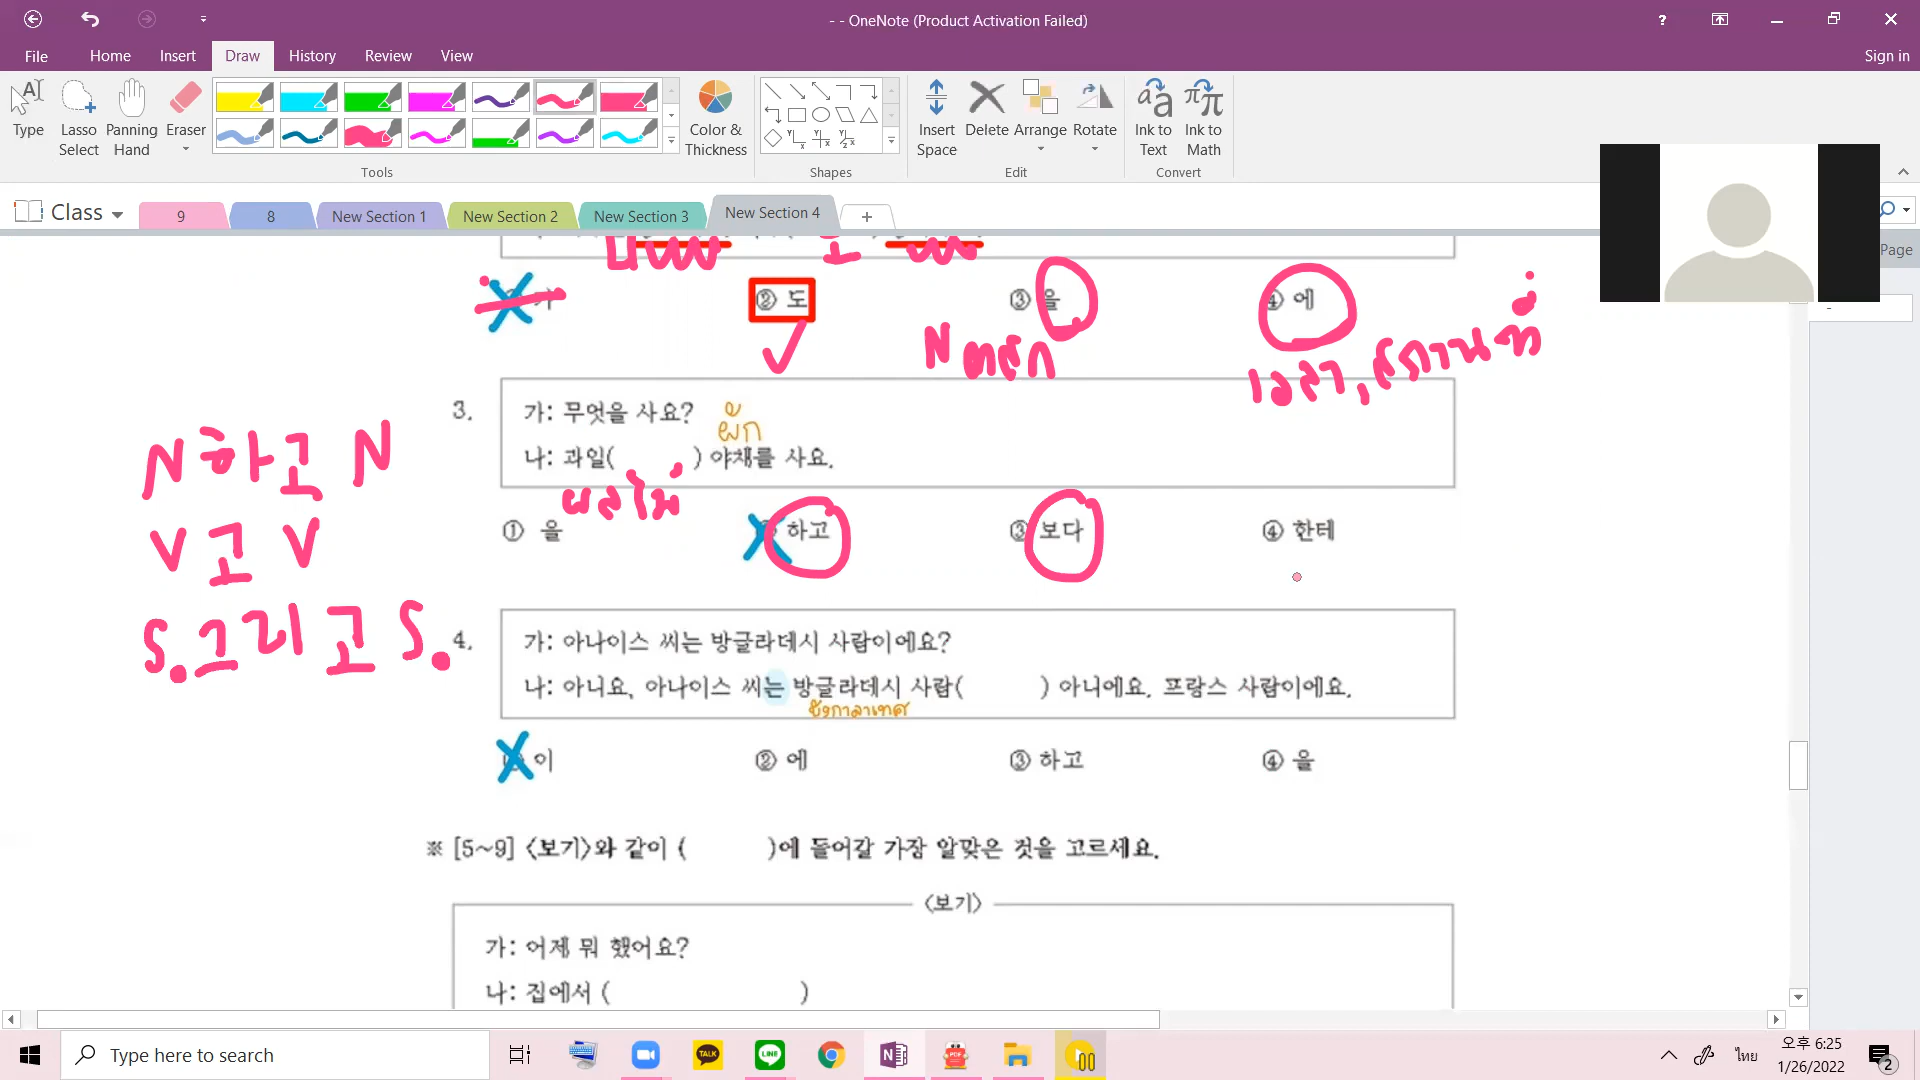 - - OneNote (Product Activation Failed)
?
File Home Insert Draw History Review View
Sign in
Type
Lasso Select
Panning Hand
Eraser
Color & Thickness
Insert Space
Delete
Arrange
Rotate
Ink to Text
Ink to Math
Tools
Shapes
Edit
Convert
Class
9
8
New Section 1
New Section 2
New Section 3
New Section 4
+
Page
② 도
③ 을
④ 에
N
เวลา, สถานที่
3.
가: 무엇을 사요?
ผัก
나: 과일( ) 야채를 사요.
ผลไม้
N 하고 N
V 고 V
S. 그리고 S.
① 을
하고
③ 보다
④ 한테
4.
가: 아나이스 씨는 방글라데시 사람이에요?
나: 아니요, 아나이스 씨는 방글라데시 사람( ) 아니에요. 프랑스 사람이에요.
บังกาลาเทศ
이
② 에
③ 하고
④ 을
※ [5~9] 〈보기〉와 같이 ( )에 들어갈 가장 알맞은 것을 고르세요.
〈보기〉
가: 어제 뭐 했어요?
나: 집에서 ( )
Type here to search
TALK
LINE
N
PDF
ไทย
오후 6:25
1/26/2022
2